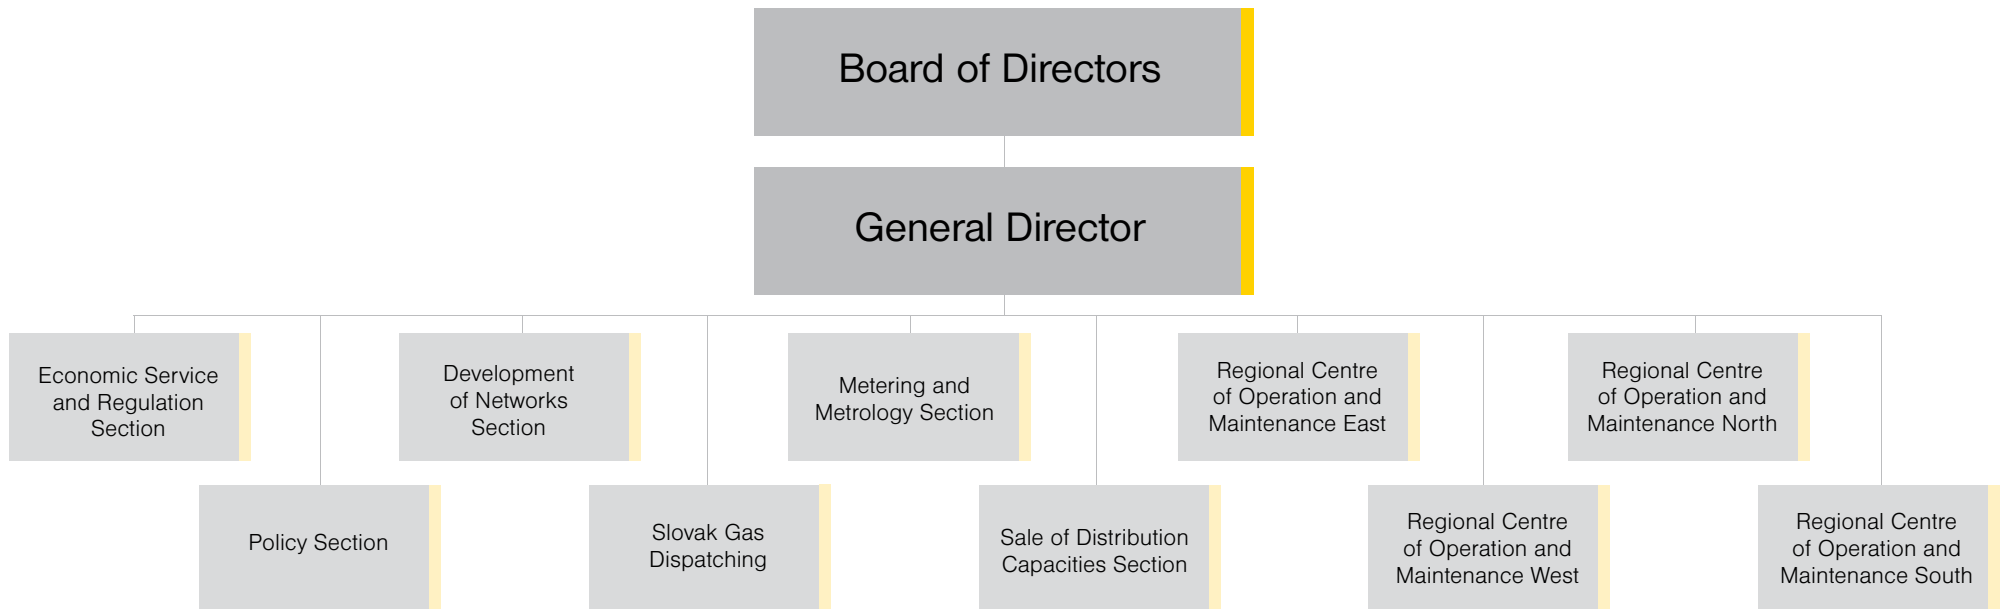 Board of Directors
General Director
Economic Service
and Regulation
Section
Development
of Networks
Section
Metering and
Metrology Section
Regional Centre
of Operation and
Maintenance East
Regional Centre
of Operation and
Maintenance North
Policy Section
Slovak Gas
Dispatching
Sale of Distribution
Capacities Section
Regional Centre
of Operation and
Maintenance West
Regional Centre
of Operation and
Maintenance South